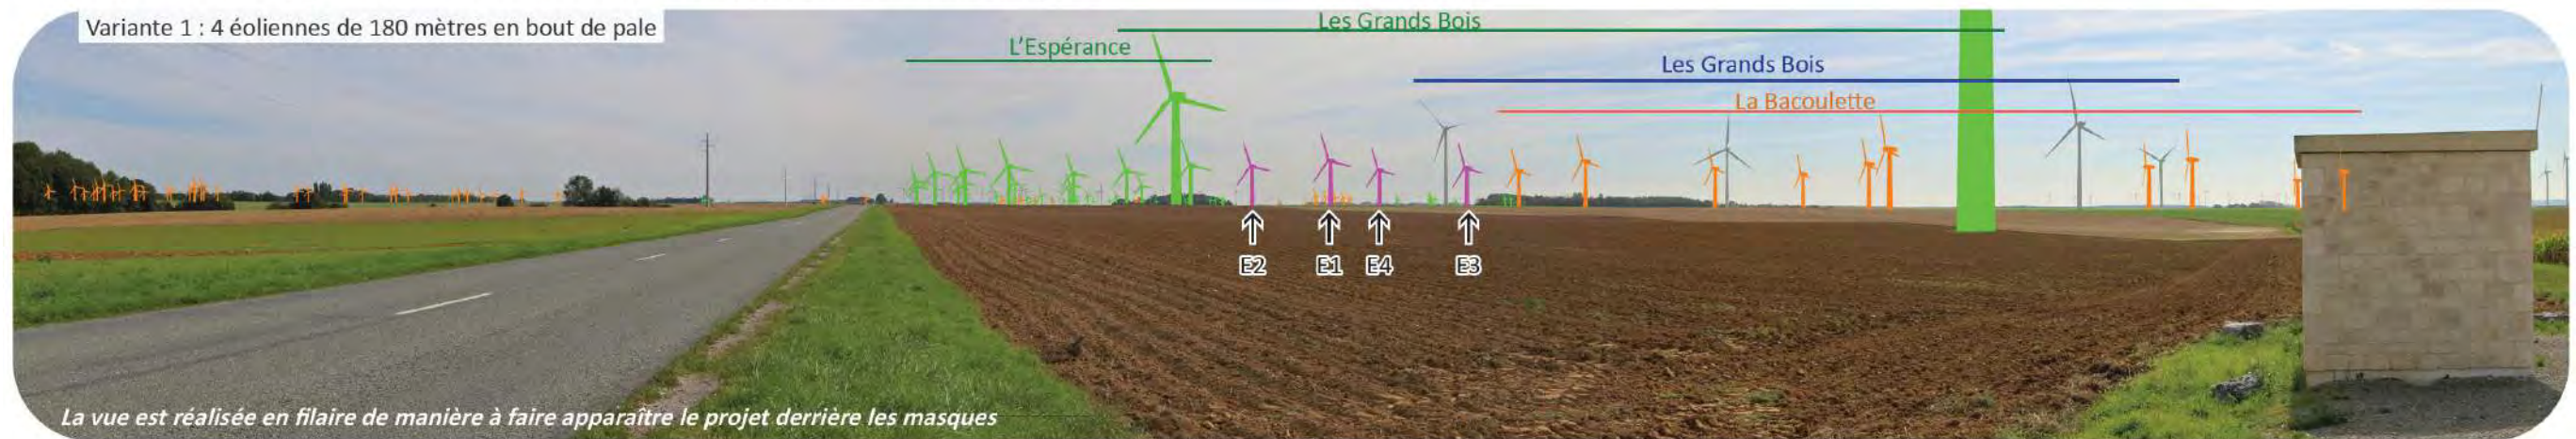 Variante 1 : 4 éoliennes de 180 mètres en bout de pale
Les Grands Bois
L'Espérance
Les Grands Bois
La Bacoulette
E2 E1 E4 E3
La vue est réalisée en filaire de manière à faire apparaître le projet derrière les masques